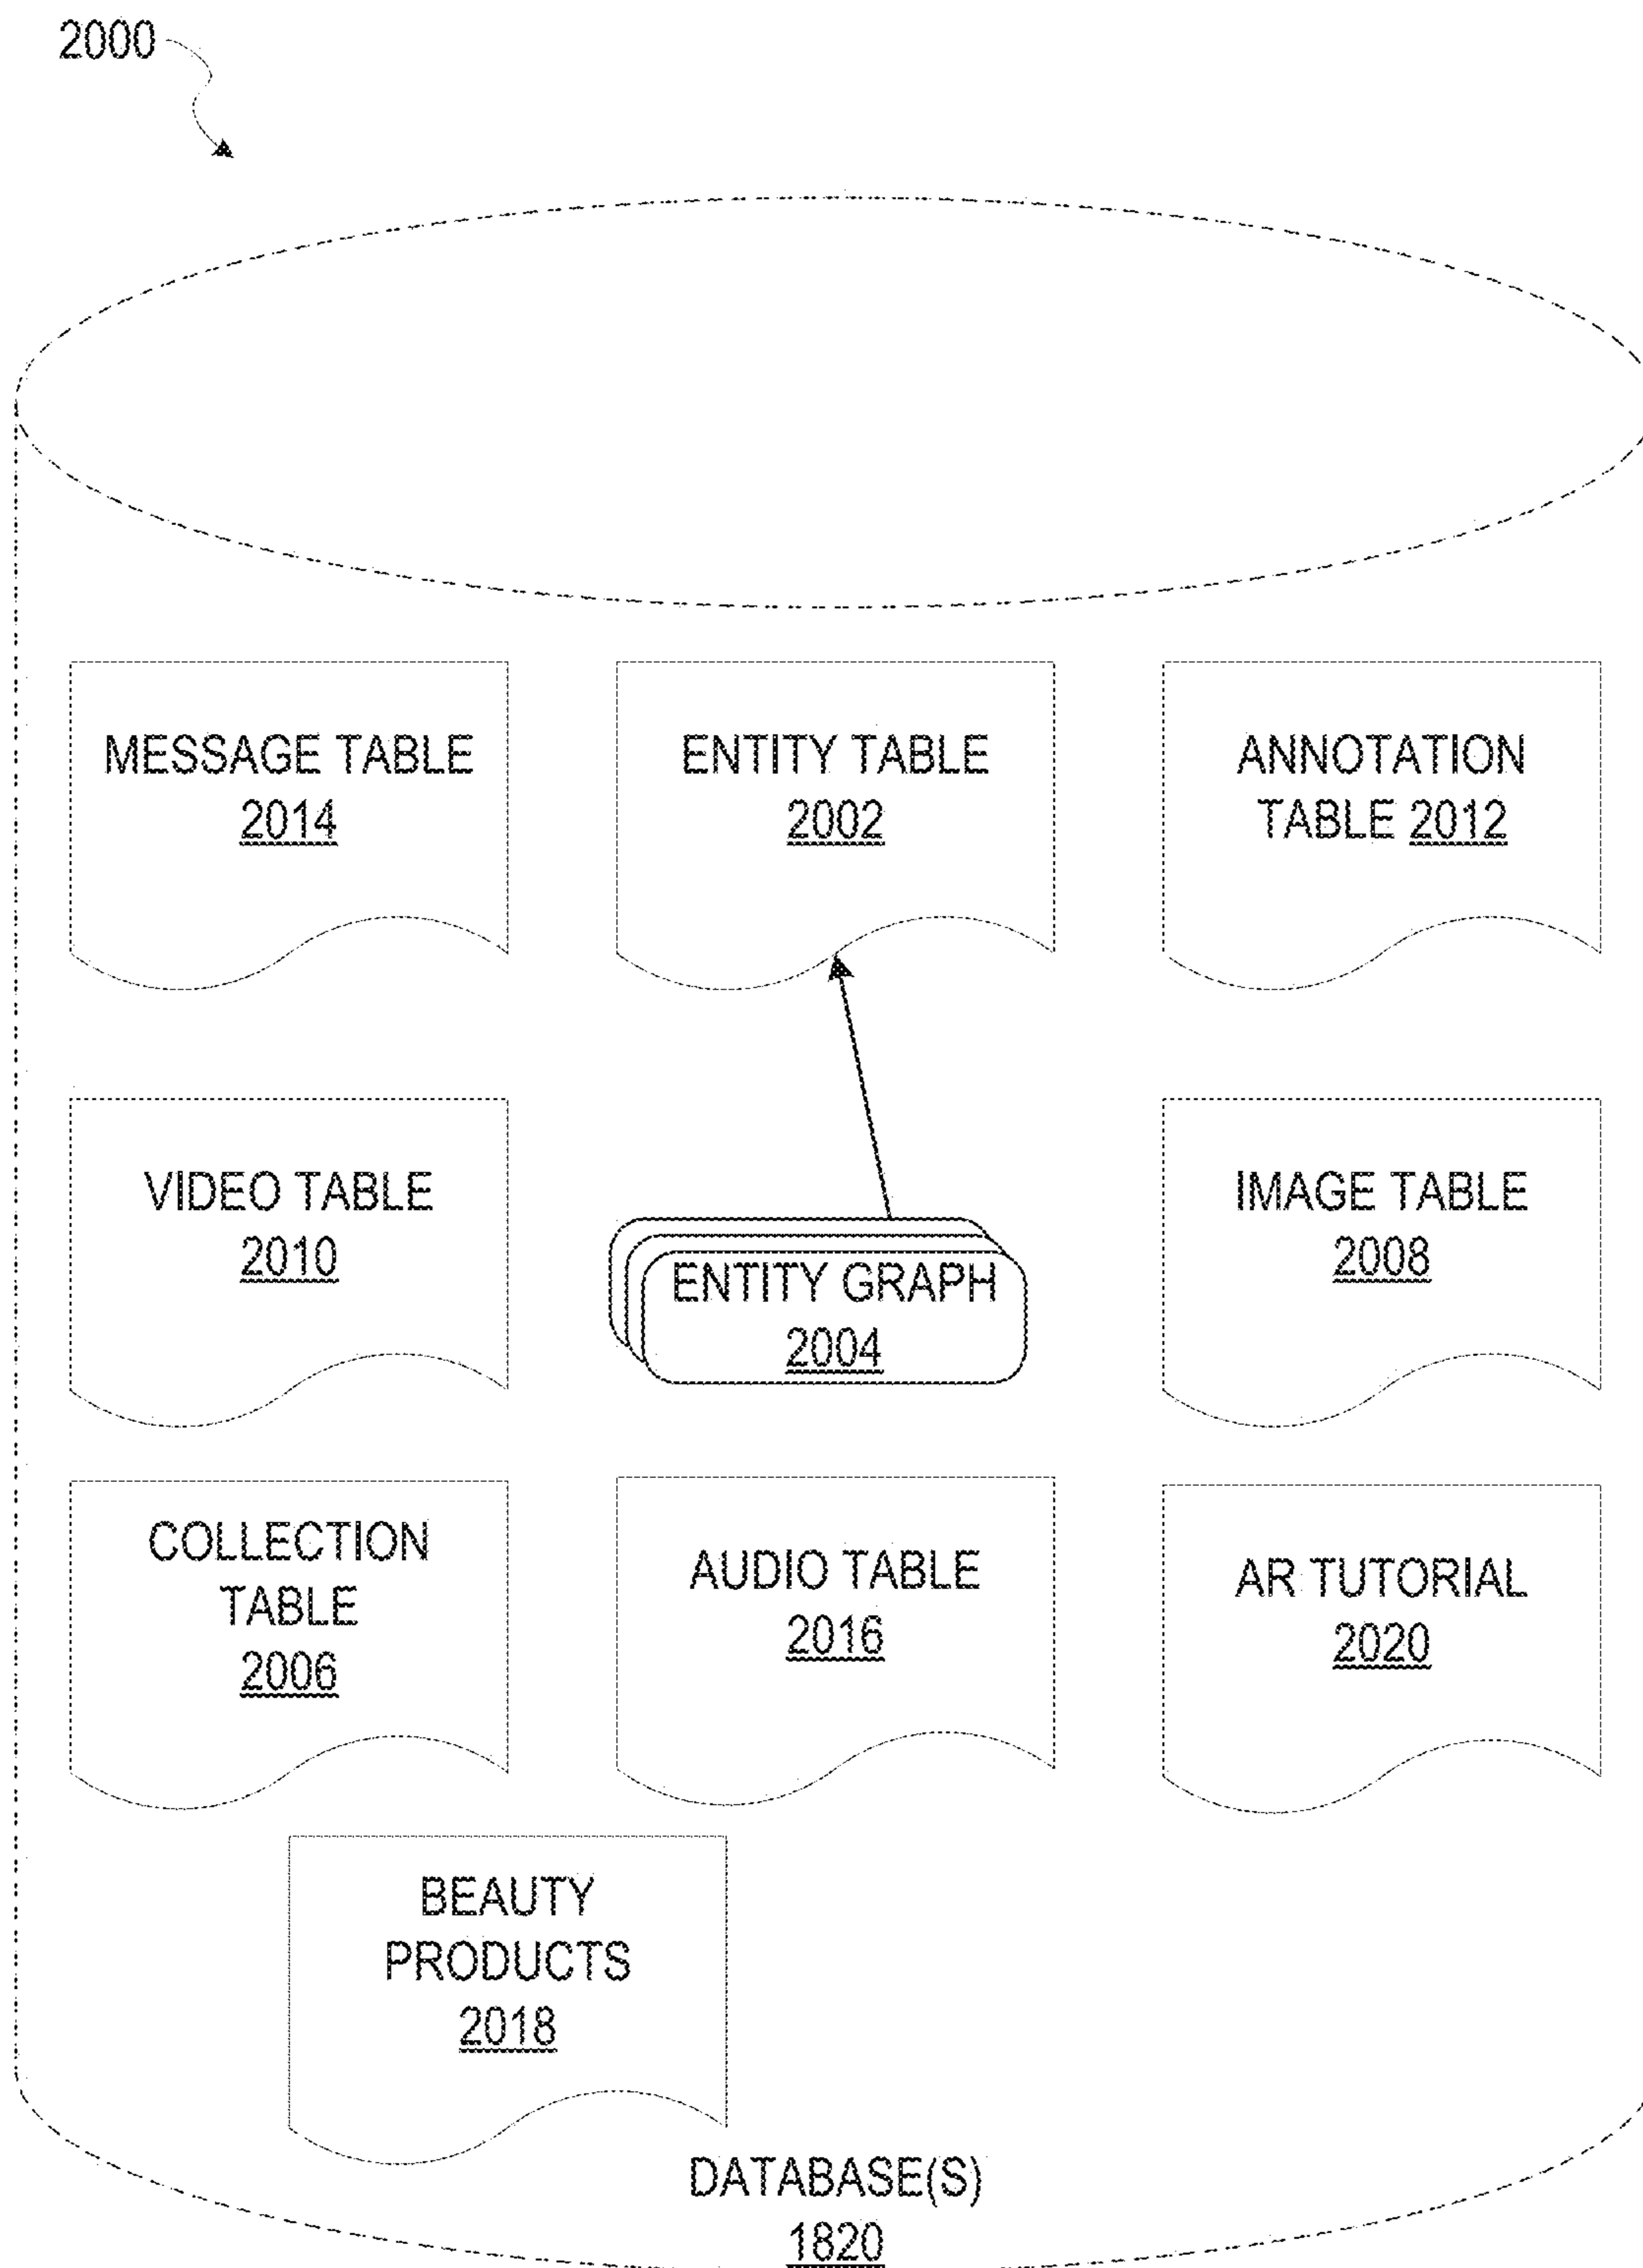 2000
MESSAGE TABLE
2014
ENTITY TABLE
2002
ANNOTATION
TABLE 2012
VIDEO TABLE
2010
ENTITY GRAPH
2004
IMAGE TABLE
2008
COLLECTION
TABLE
2006
AUDIO TABLE
2016
AR TUTORIAL
2020
BEAUTY
PRODUCTS
2018
DATABASE(S)
1820